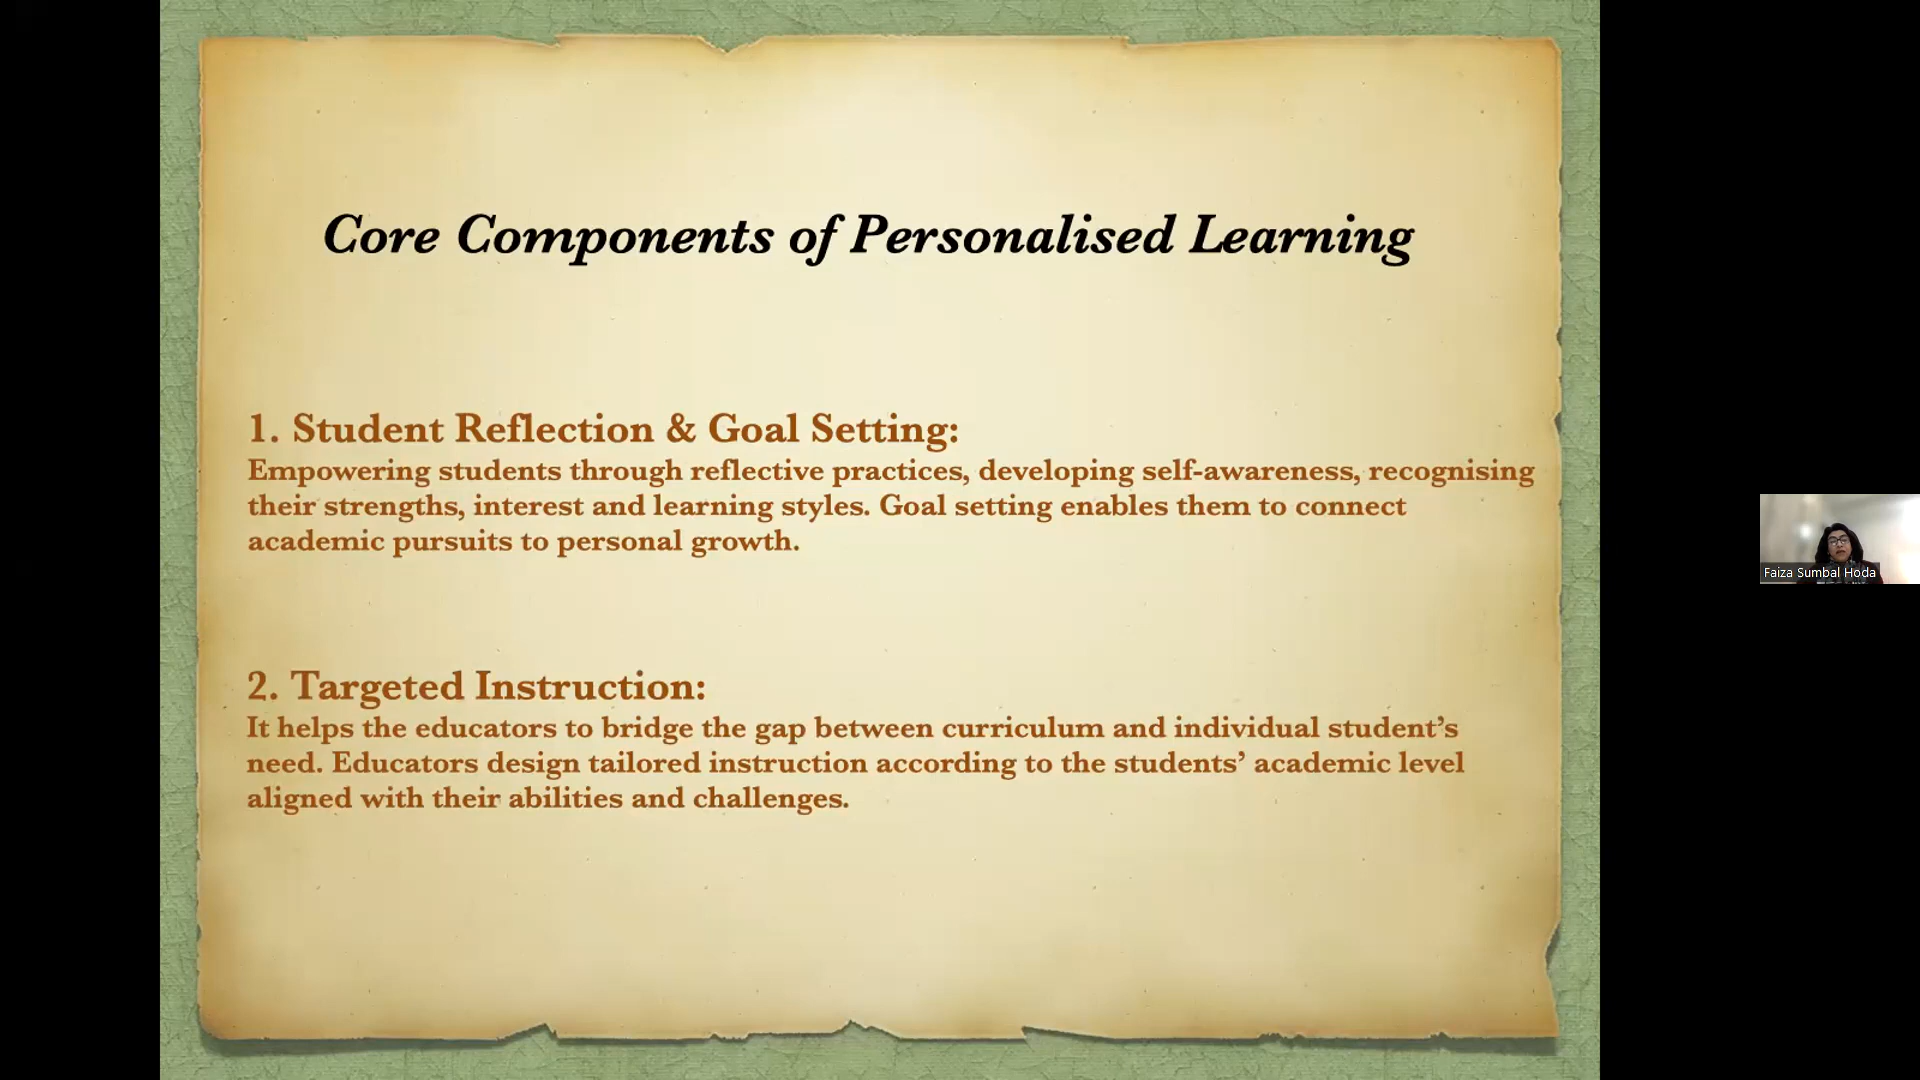 Core Components of Personalised Learning
1. Student Reflection & Goal Setting:
Empowering students through reflective practices, developing self-awareness, recognising
their strengths, interest and learning styles. Goal setting enables them to connect
academic pursuits to personal growth.
2. Targeted Instruction:
It helps the educators to bridge the gap between curriculum and individual student’s
need. Educators design tailored instruction according to the students’ academic level
aligned with their abilities and challenges.
Faiza Sumbal Hoda